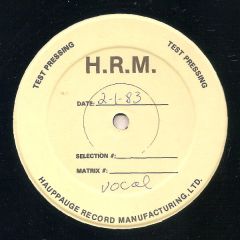 TEST PRESSING
H.R.M.
TEST PRESSING
DATE: 2-1-83
SELECTION #:
MATRIX #:
vocal
HAUPPAUGE RECORD MANUFACTURING, LTD.